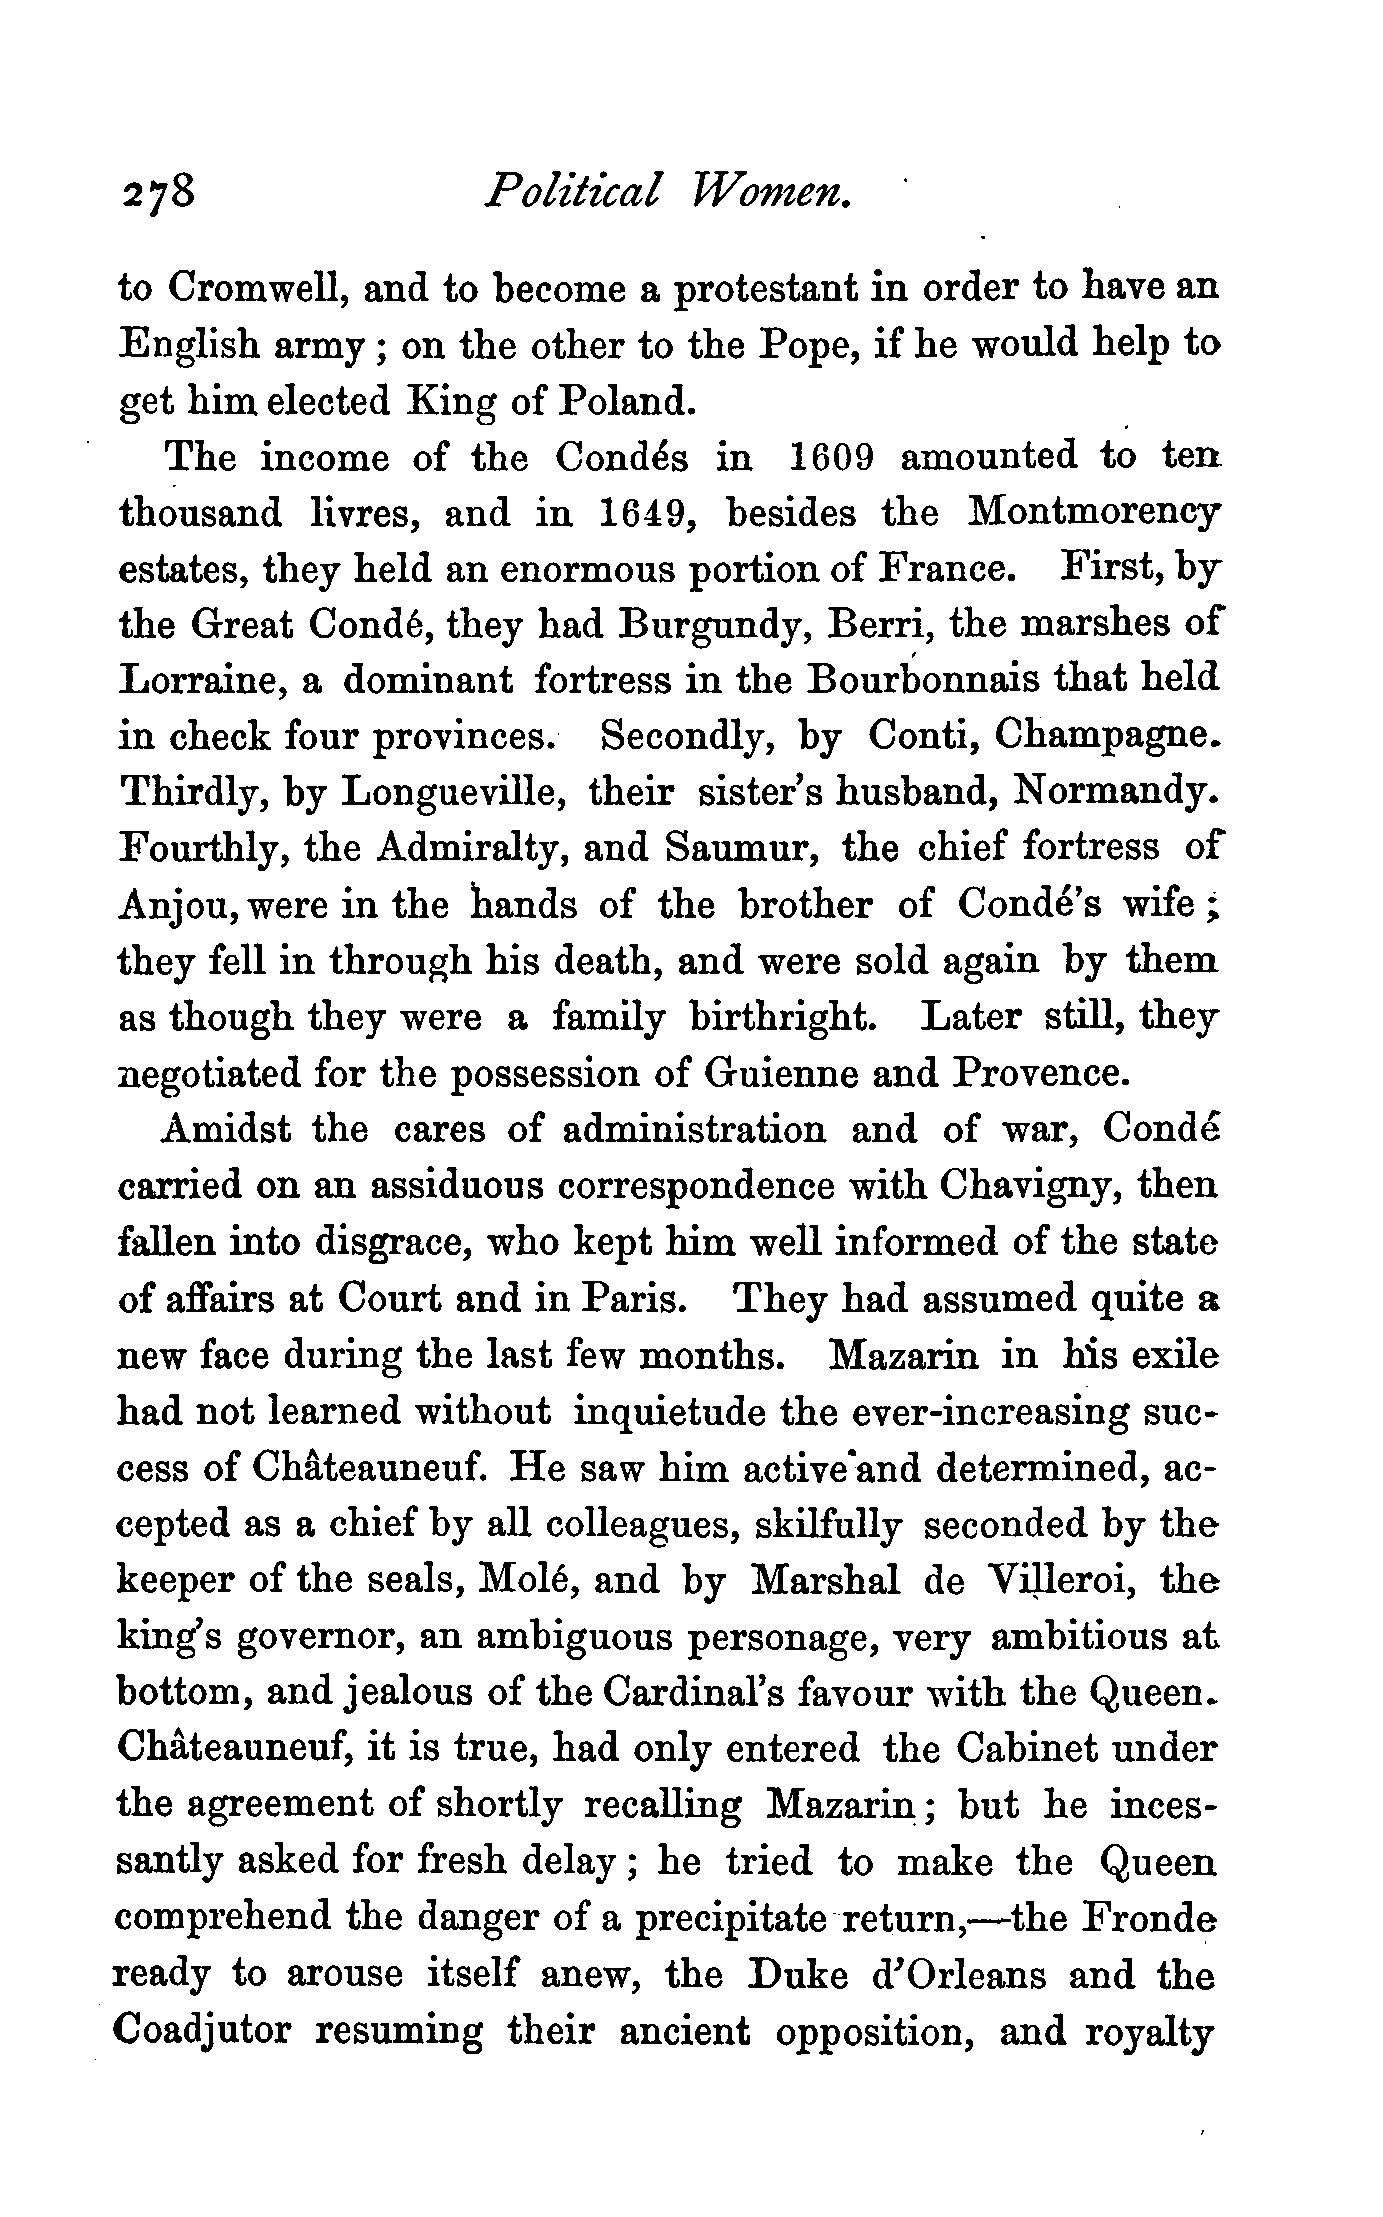 278 Political Women.
to Cromwell, and to become a protestant in order to have an
English army ; on the other to the Pope, if he would help to
get him elected King of Poland.
The income of the Condés in 1609 amounted to ten
thousand livres, and in 1649, besides the Montmorency
estates, they held an enormous portion of France. First, by
the Great Condé, they had Burgundy, Berri, the marshes of
Lorraine, a dominant fortress in the Bourbonnais that held
in check four provinces. Secondly, by Conti, Champagne.
Thirdly, by Longueville, their sister's husband, Normandy.
Fourthly, the Admiralty, and Saumur, the chief fortress of
Anjou, were in the hands of the brother of Condé's wife ;
they fell in through his death, and were sold again by them
as though they were a family birthright. Later still, they
negotiated for the possession of Guienne and Provence.
Amidst the cares of administration and of war, Condé
carried on an assiduous correspondence with Chavigny, then
fallen into disgrace, who kept him well informed of the state
of affairs at Court and in Paris. They had assumed quite a
new face during the last few months. Mazarin in his exile
had not learned without inquietude the ever-increasing suc-
cess of Châteauneuf. He saw him active and determined, ac-
cepted as a chief by all colleagues, skilfully seconded by the
keeper of the seals, Molé, and by Marshal de Villeroi, the
king's governor, an ambiguous personage, very ambitious at
bottom, and jealous of the Cardinal's favour with the Queen.
Châteauneuf, it is true, had only entered the Cabinet under
the agreement of shortly recalling Mazarin ; but he inces-
santly asked for fresh delay ; he tried to make the Queen
comprehend the danger of a precipitate return,—the Fronde
ready to arouse itself anew, the Duke d'Orleans and the
Coadjutor resuming their ancient opposition, and royalty